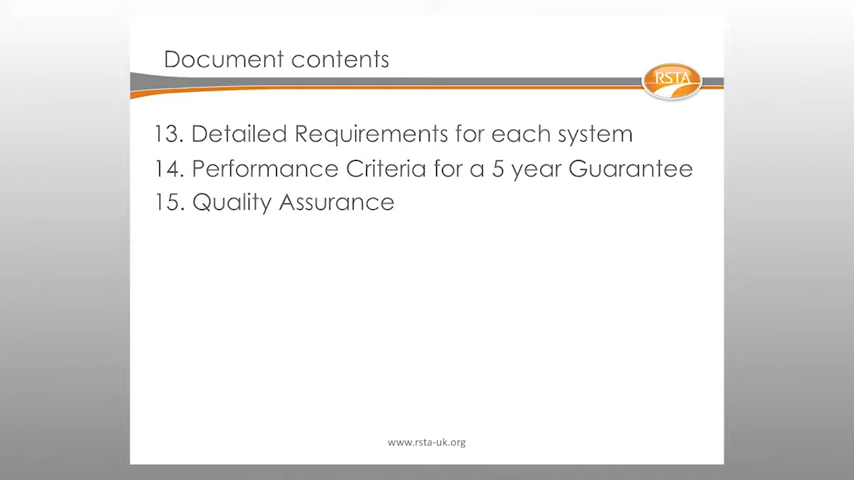 Document contents
RSTA
13. Detailed Requirements for each system
14. Performance Criteria for a 5 year Guarantee
15. Quality Assurance
www.rsta-uk.org